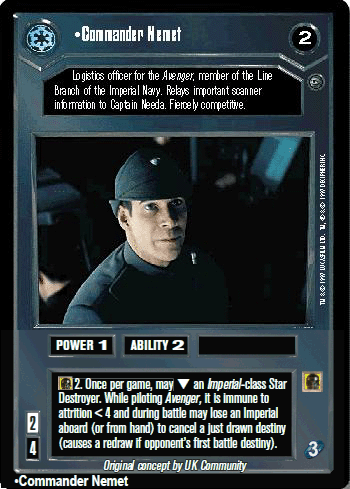 •Commander Nemet
2
Logistics officer for the Avenger, member of the Line
Branch of the Imperial Navy. Relays important scanner
information to Captain Needa. Fiercely competitive.
TM & ® & © 1997 LUCASFILM LTD.
POWER 1 ABILITY 2
2. Once per game, may ▼ an Imperial-class Star
Destroyer. While piloting Avenger, it is immune to
attrition < 4 and during battle may lose an Imperial
aboard (or from hand) to cancel a just drawn destiny
(causes a redraw if opponent's first battle destiny).
2
4
3
Original concept by UK Community
•Commander Nemet